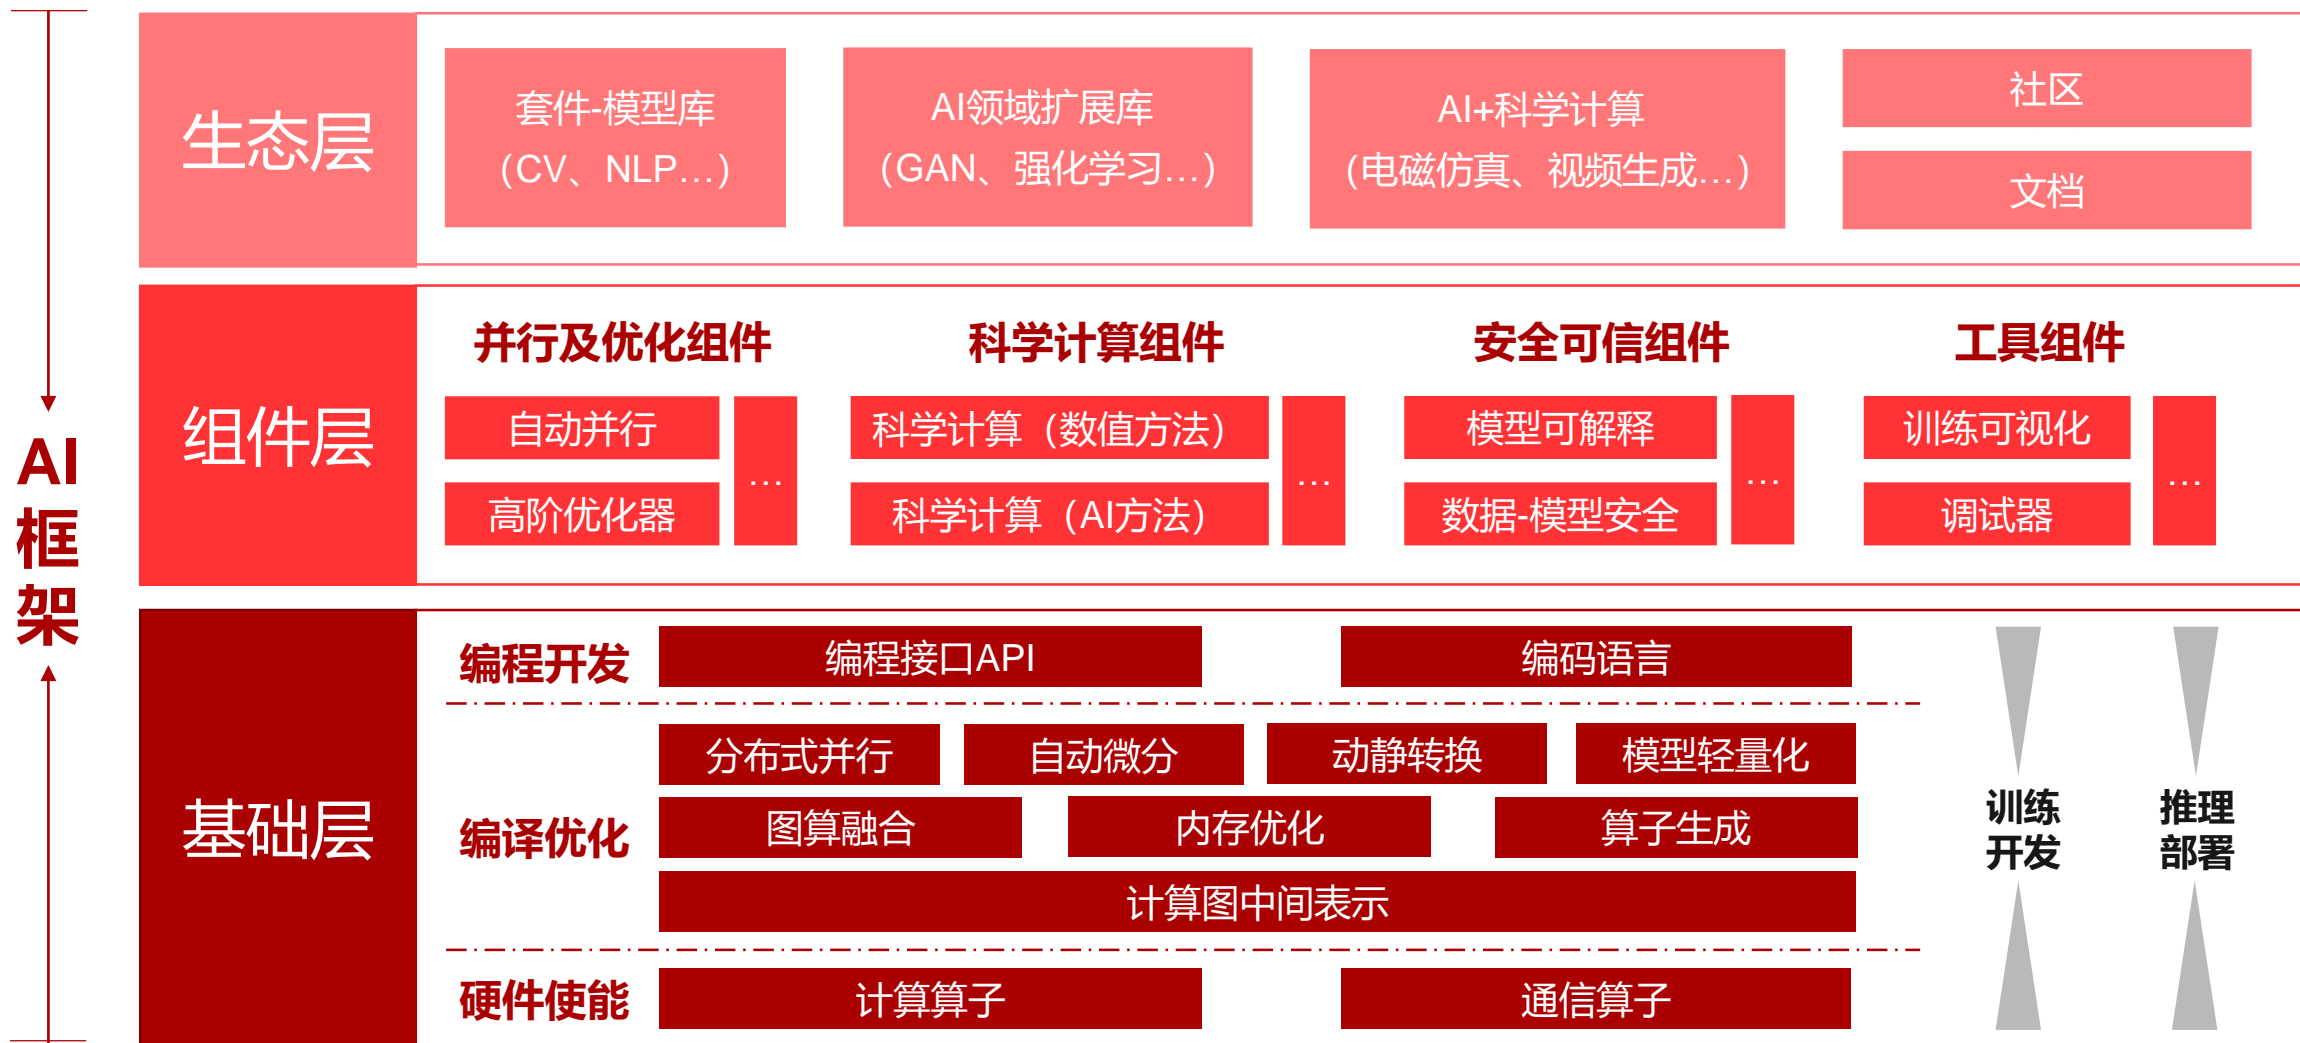 AI
框
架
生态层
套件-模型库
（CV、NLP…）
AI领域扩展库
（GAN、强化学习…）
AI+科学计算
（电磁仿真、视频生成…）
社区
文档
组件层
并行及优化组件
自动并行
高阶优化器
…
科学计算组件
科学计算（数值方法）
科学计算（AI方法）
…
安全可信组件
模型可解释
数据-模型安全
…
工具组件
训练可视化
调试器
…
基础层
编程开发
编程接口API
编码语言
编译优化
分布式并行
自动微分
动静转换
模型轻量化
图算融合
内存优化
算子生成
计算图中间表示
硬件使能
计算算子
通信算子
训练
开发
推理
部署